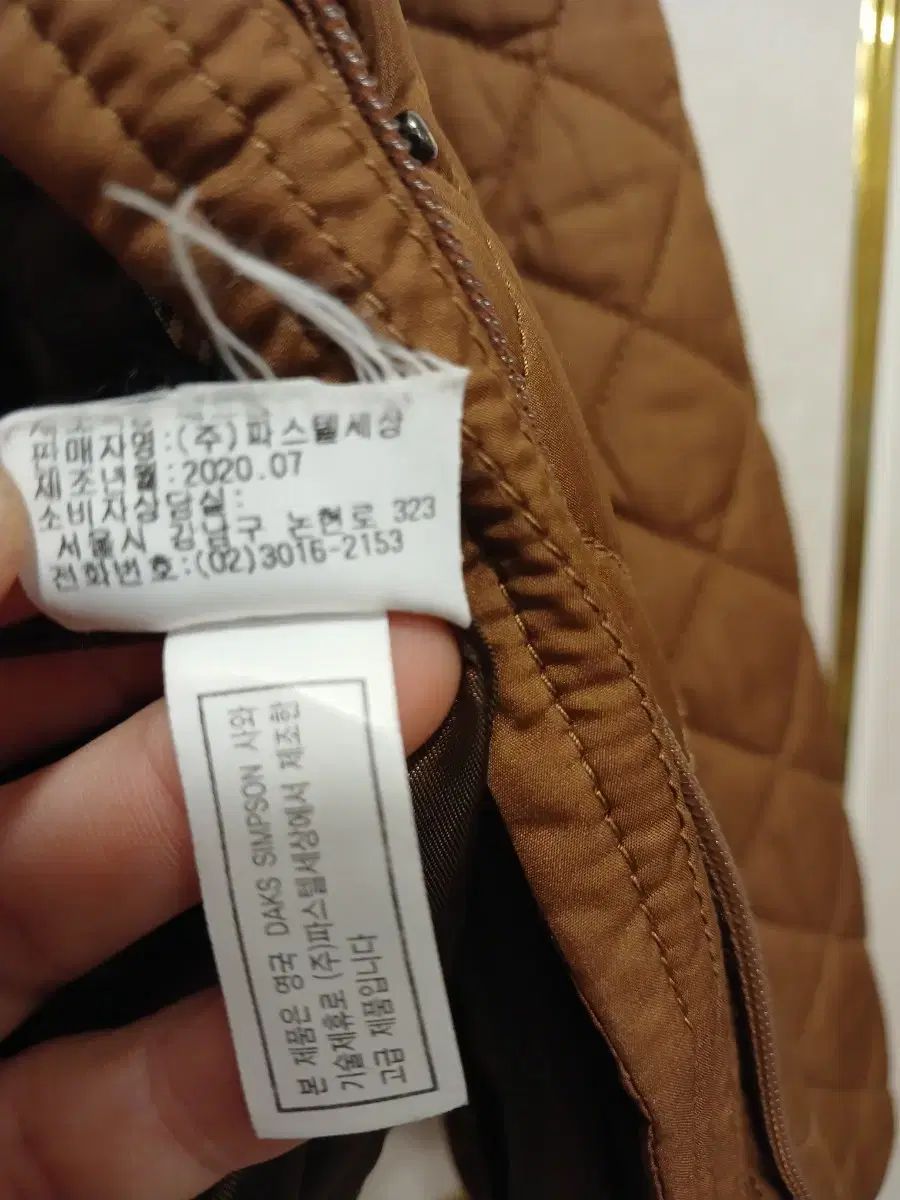 판매자명:(주)파스텔세상
제조년월:2020.07
소비자상담실:
서울시 강남구 논현로 323
전화번호:(02)3016-2153
본 제품은 영국 DAKS SIMPSON 사와
기술제휴로 (주)파스텔세상에서 제조한
고급 제품입니다